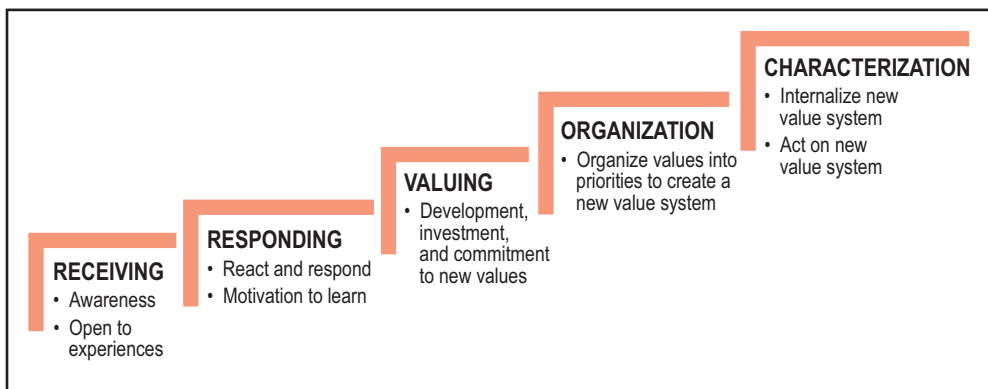 RECEIVING
• Awareness
• Open to
experiences
RESPONDING
• React and respond
• Motivation to learn
VALUING
• Development,
investment,
and commitment
to new values
ORGANIZATION
• Organize values into
priorities to create a
new value system
CHARACTERIZATION
• Internalize new
value system
• Act on new
value system